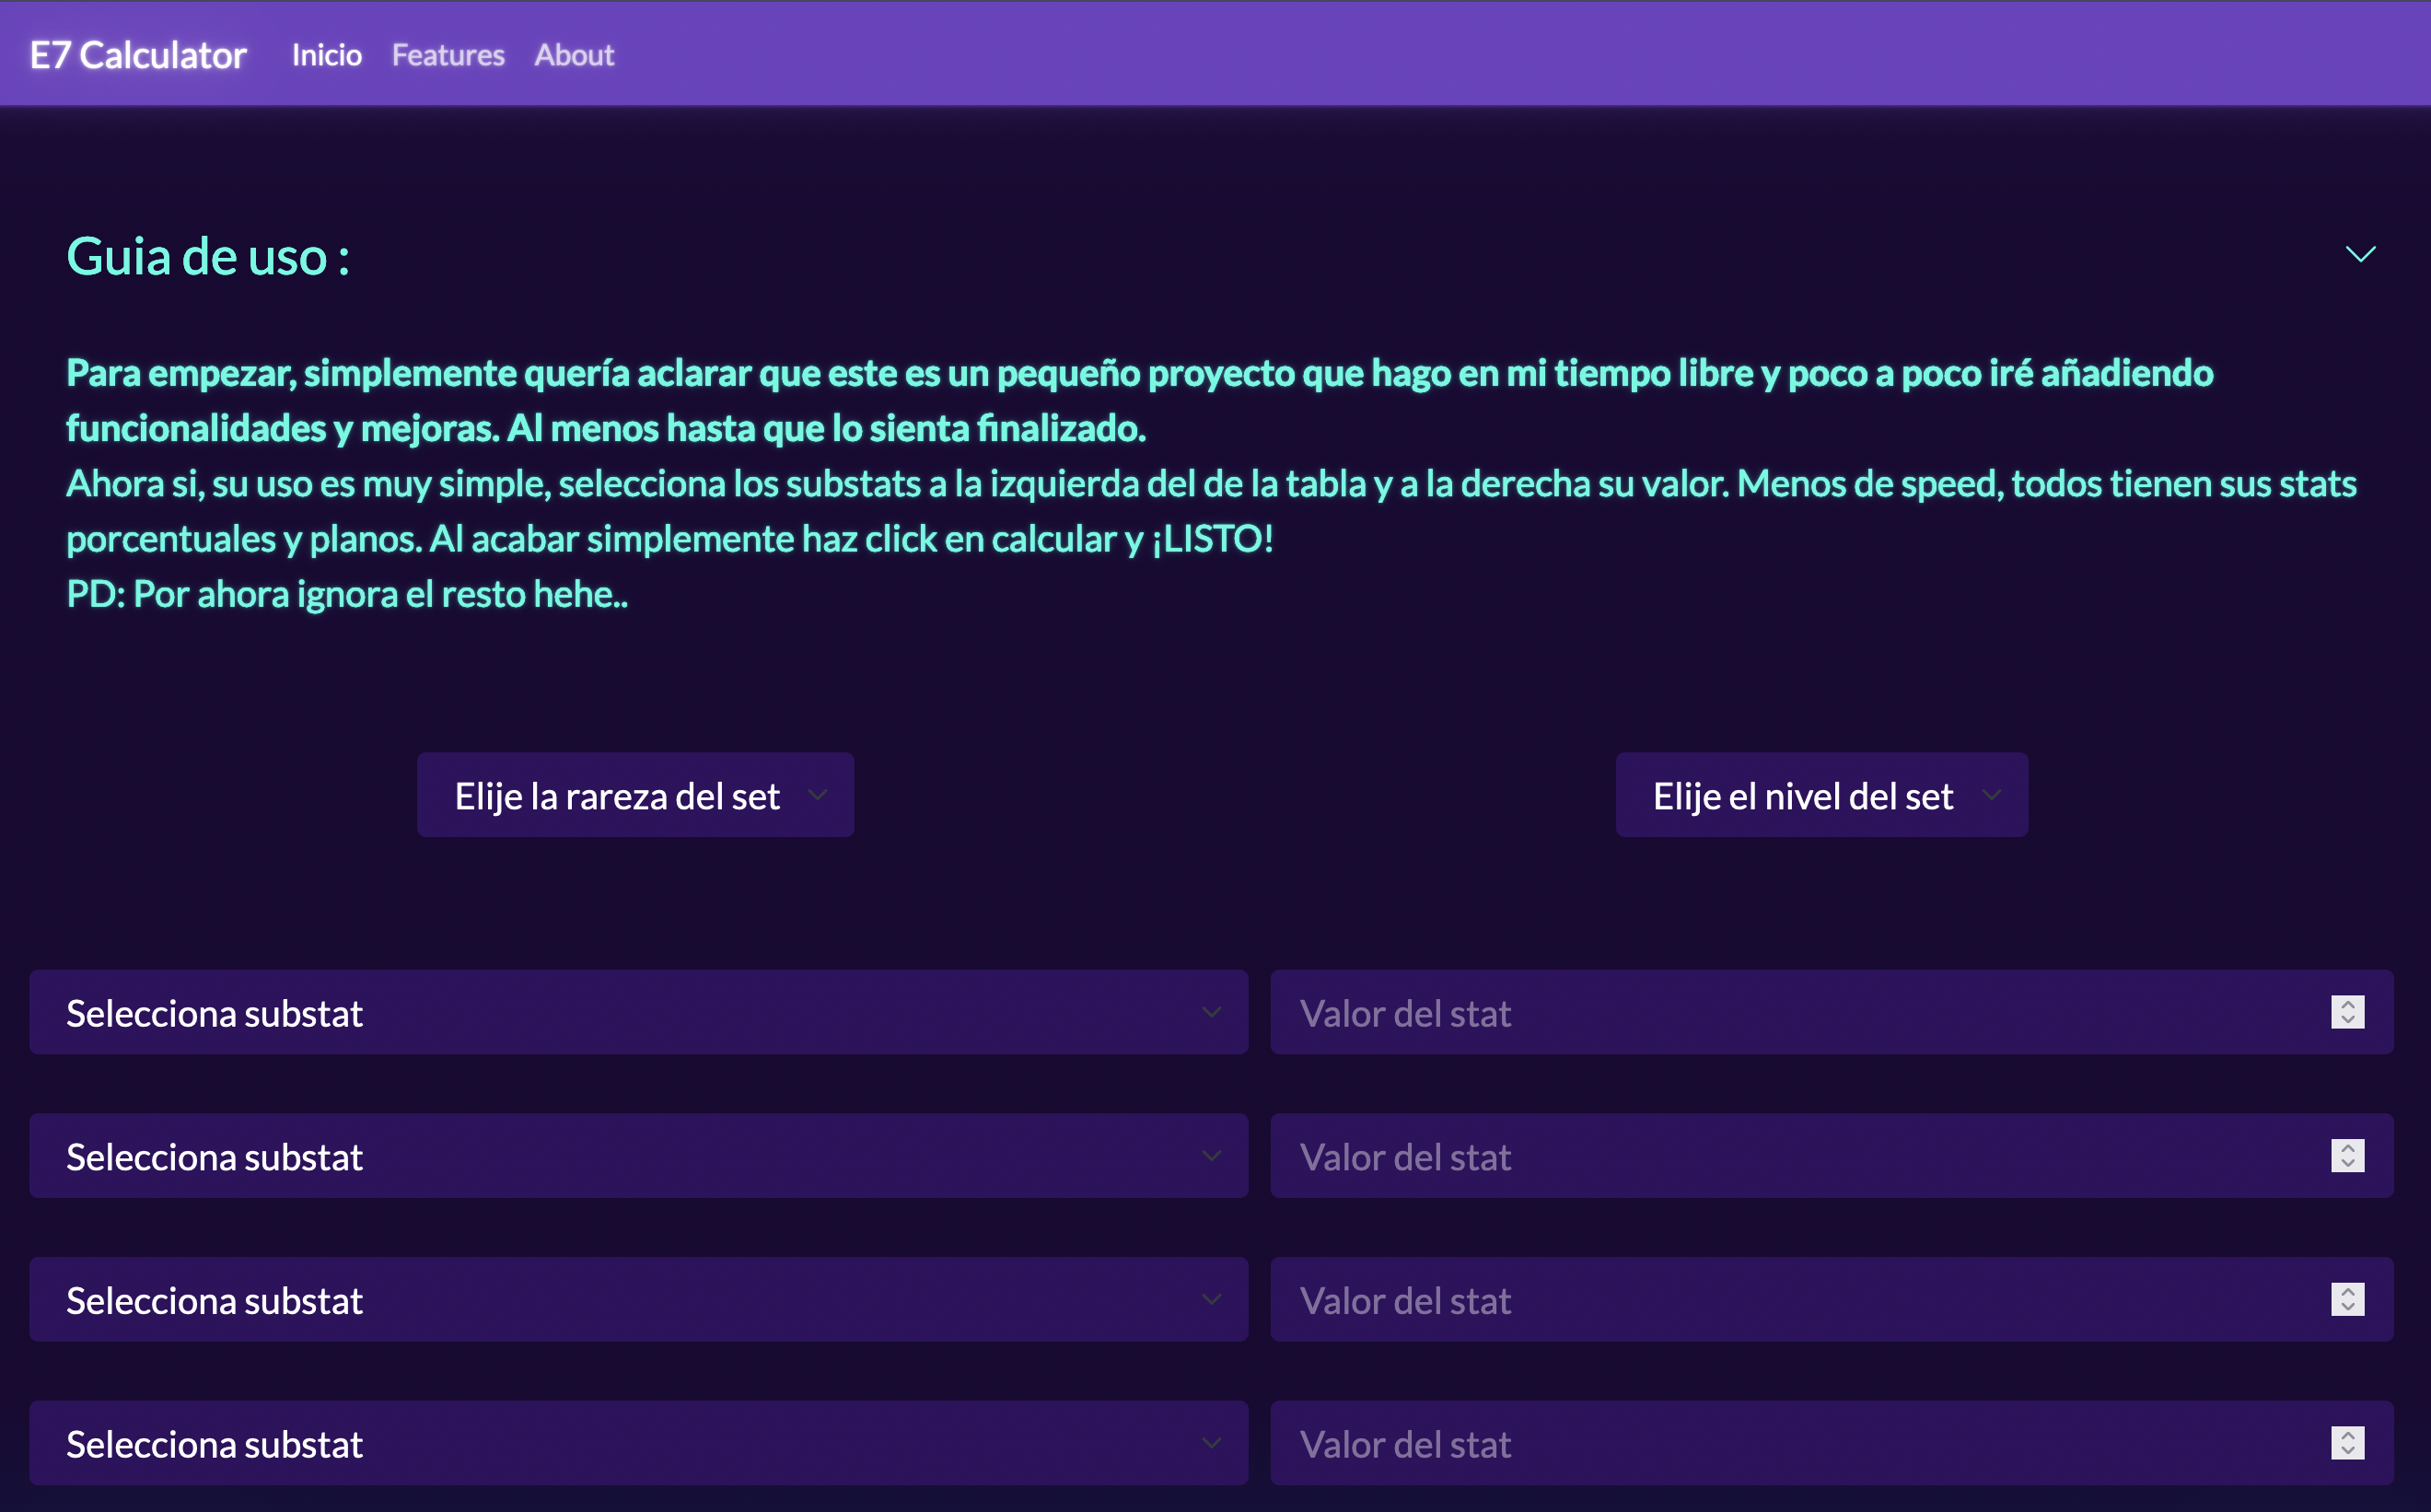 E7 Calculator Inicio Features About
Guia de uso :
Para empezar, simplemente quería aclarar que este es un pequeño proyecto que hago en mi tiempo libre y poco a poco iré añadiendo
funcionalidades y mejoras. Al menos hasta que lo sienta finalizado.
Ahora si, su uso es muy simple, selecciona los substats a la izquierda del de la tabla y a la derecha su valor. Menos de speed, todos tienen sus stats
porcentuales y planos. Al acabar simplemente haz click en calcular y ¡LISTO!
PD: Por ahora ignora el resto hehe..
Elije la rareza del set Elije el nivel del set
Selecciona substat Valor del stat
Selecciona substat Valor del stat
Selecciona substat Valor del stat
Selecciona substat Valor del stat